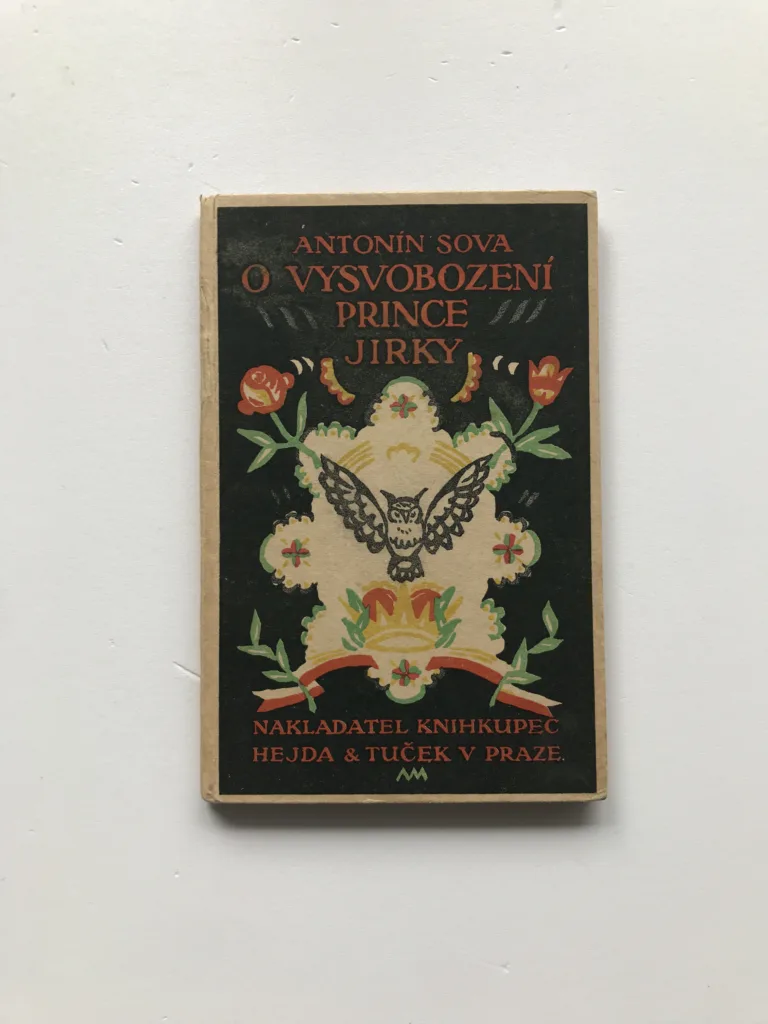 ANTONÍN SOVA
O VYSVOBOZENÍ
PRINCE
JIRKY
NAKLADATEL KNIHKUPEC
HEJDA & TUČEK V PRAZE.